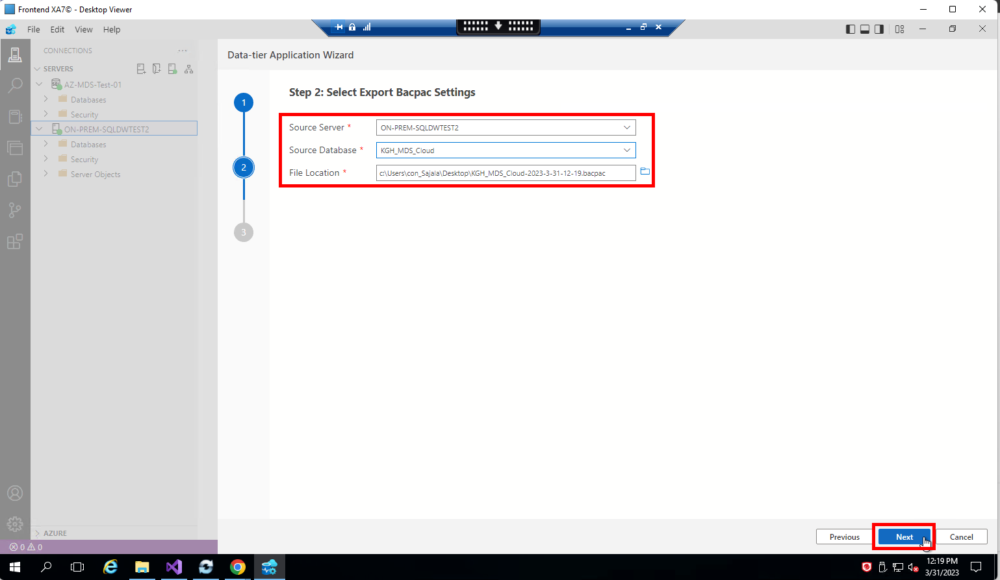 Frontend XA7© - Desktop Viewer
File Edit View Help
CONNECTIONS
SERVERS
AZ-MDS-Test-01
Databases
Security
ON-PREM-SQLDWTEST2
Databases
Security
Server Objects
AZURE
0 0
Data-tier Application Wizard
1
2
3
Step 2: Select Export Bacpac Settings
Source Server * ON-PREM-SQLDWTEST2
Source Database * KGH_MDS_Cloud
File Location * c:\Users\con_Sajala\Desktop\KGH_MDS_Cloud-2023-3-31-12-19.bacpac
Previous Next Cancel
12:19 PM
3/31/2023